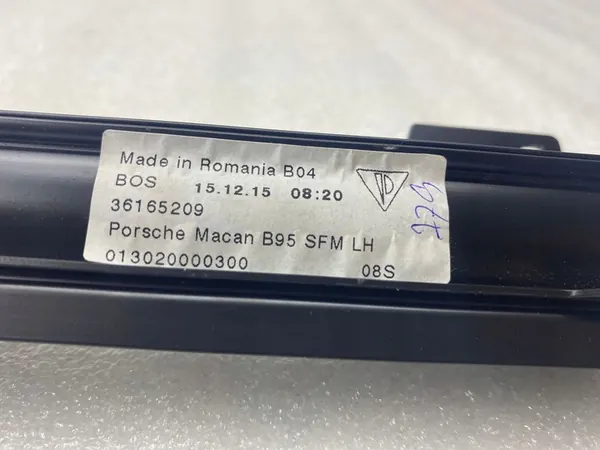 Made in Romania B04
BOS 15.12.15 08:20
36165209
Porsche Macan B95 SFM LH
013020000300 08S